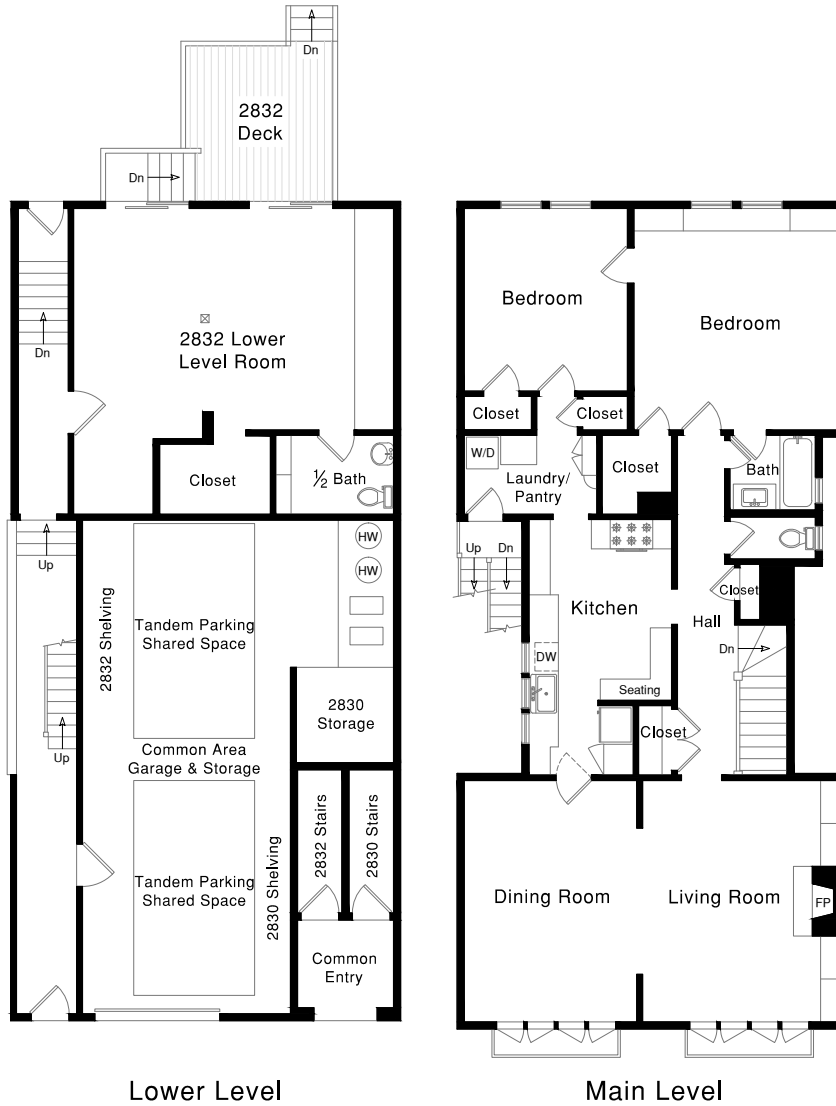 Dn
2832
Deck
Dn
2832 Lower
Level Room
Dn
Closet
½ Bath
Up
HW
HW
2832 Shelving
Tandem Parking
Shared Space
2830
Storage
Up
Common Area
Garage & Storage
2832 Stairs
2830 Stairs
2830 Shelving
Tandem Parking
Shared Space
Common
Entry
Lower Level
Bedroom
Bedroom
Closet
Closet
W/D
Laundry/
Pantry
Closet
Bath
Up
Dn
Kitchen
Closet
Hall
Dn
DW
Seating
Closet
Dining Room
Living Room
FP
Main Level